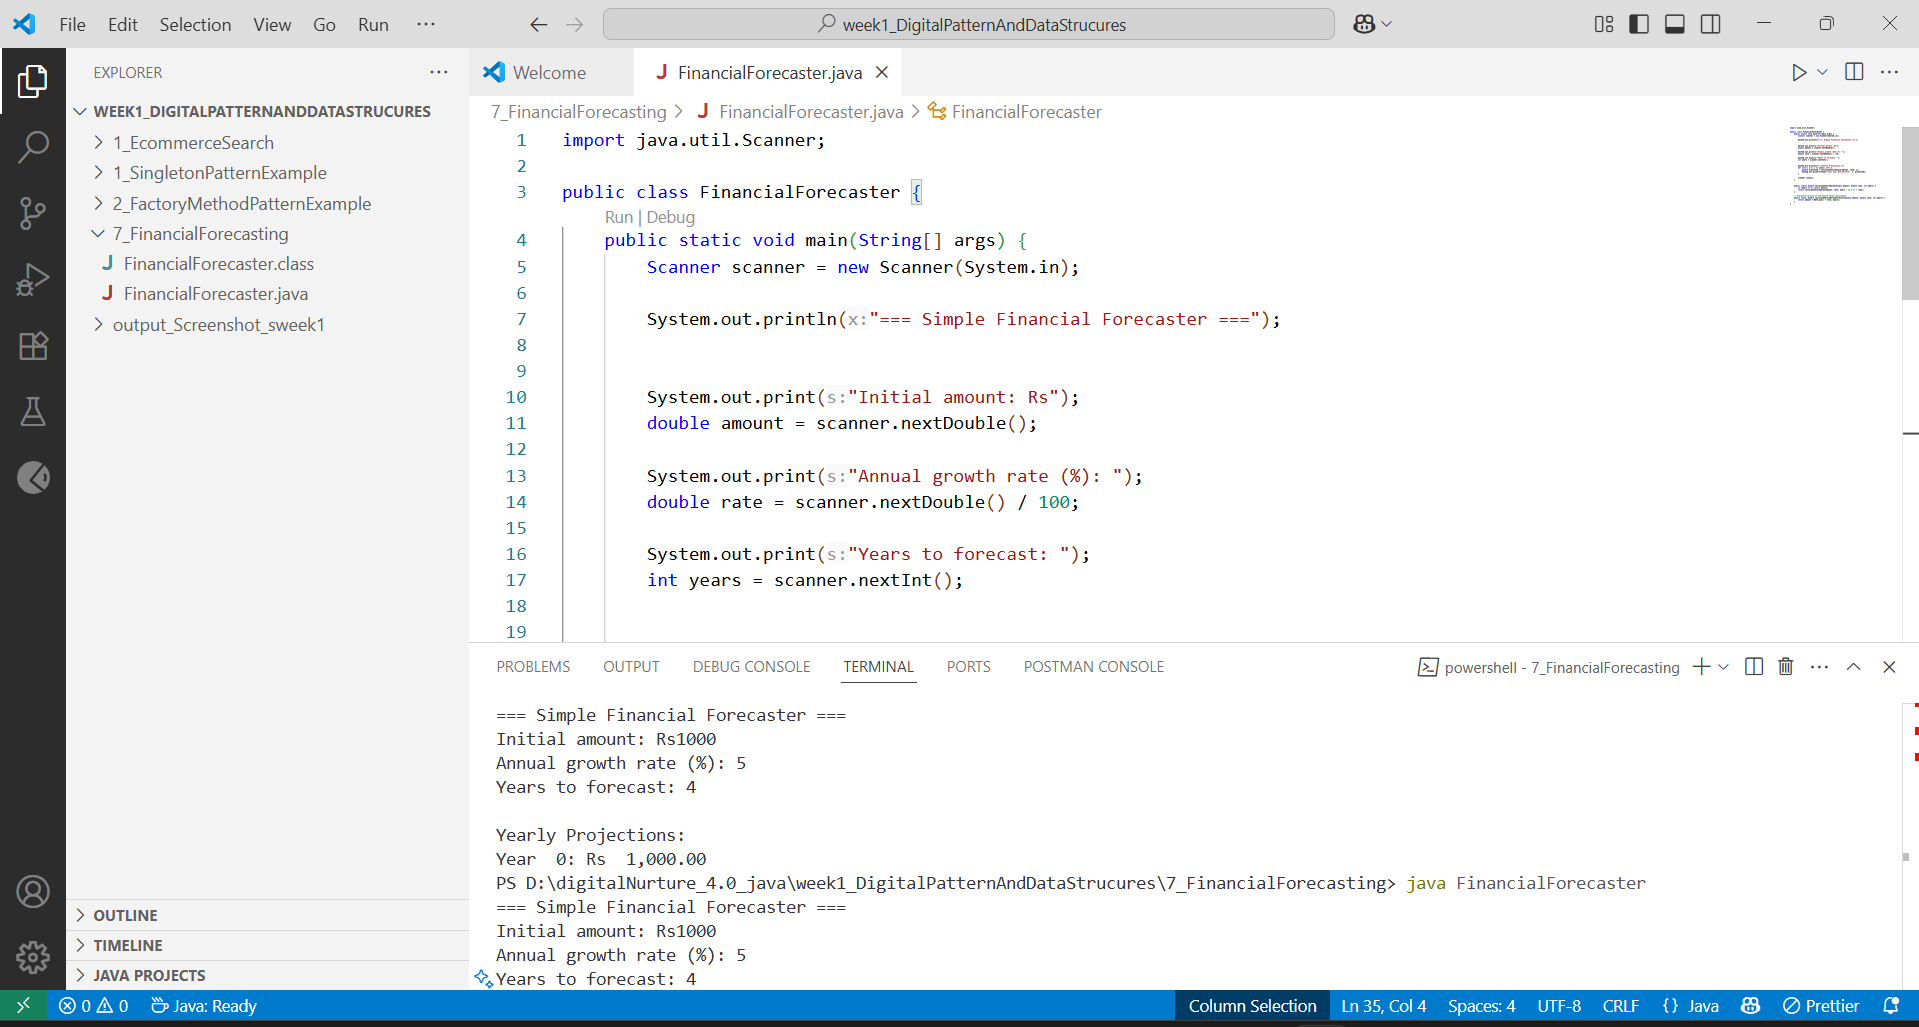 File Edit Selection View Go Run ···
week1_DigitalPatternAndDataStrucures
EXPLORER
WEEK1_DIGITALPATTERNANDDATASTRUCURES
1_EcommerceSearch
1_SingletonPatternExample
2_FactoryMethodPatternExample
7_FinancialForecasting
J FinancialForecaster.class
J FinancialForecaster.java
output_Screenshot_sweek1
OUTLINE
TIMELINE
JAVA PROJECTS
Welcome
J FinancialForecaster.java
7_FinancialForecasting > J FinancialForecaster.java > FinancialForecaster
1 import java.util.Scanner;
2
3 public class FinancialForecaster {
Run | Debug
4 public static void main(String[] args) {
5 Scanner scanner = new Scanner(System.in);
6
7 System.out.println(x:"=== Simple Financial Forecaster ===");
8
9
10 System.out.print(s:"Initial amount: Rs");
11 double amount = scanner.nextDouble();
12
13 System.out.print(s:"Annual growth rate (%): ");
14 double rate = scanner.nextDouble() / 100;
15
16 System.out.print(s:"Years to forecast: ");
17 int years = scanner.nextInt();
18
19
PROBLEMS OUTPUT DEBUG CONSOLE TERMINAL PORTS POSTMAN CONSOLE
powershell - 7_FinancialForecasting
=== Simple Financial Forecaster ===
Initial amount: Rs1000
Annual growth rate (%): 5
Years to forecast: 4
Yearly Projections:
Year  0: Rs  1,000.00
PS D:\digitalNurture_4.0_java\week1_DigitalPatternAndDataStrucures\7_FinancialForecasting> java FinancialForecaster
=== Simple Financial Forecaster ===
Initial amount: Rs1000
Annual growth rate (%): 5
Years to forecast: 4
0 0 Java: Ready
Column Selection Ln 35, Col 4 Spaces: 4 UTF-8 CRLF {} Java Prettier